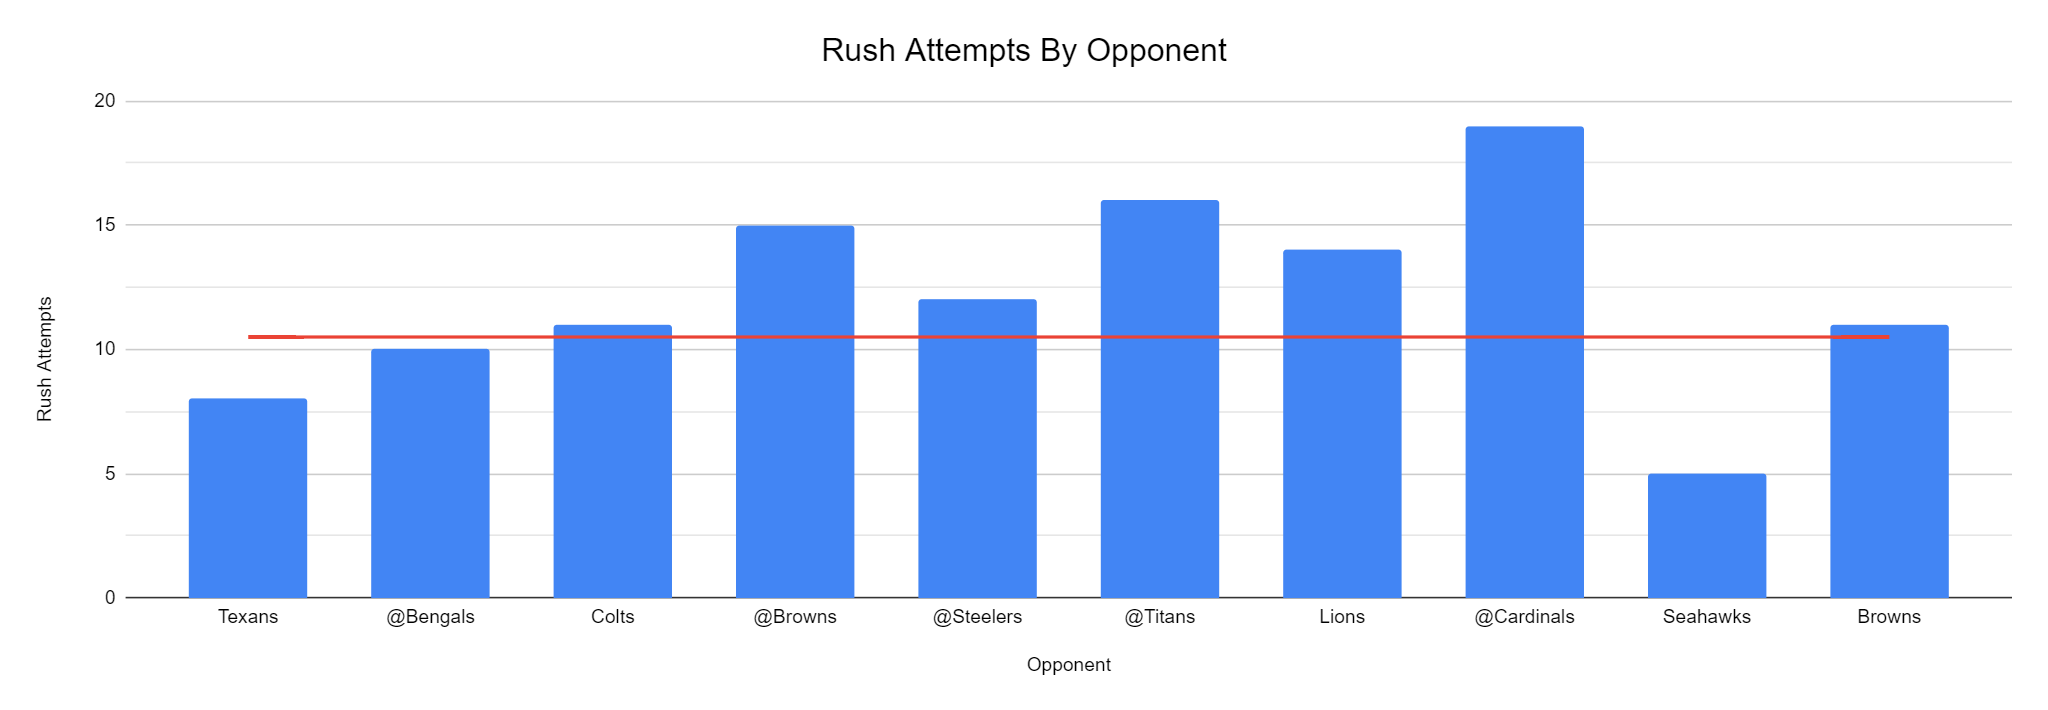 Rush Attempts By Opponent
20
15
10
5
0
Rush Attempts
Texans
@Bengals
Colts
@Browns
@Steelers
@Titans
Lions
@Cardinals
Seahawks
Browns
Opponent